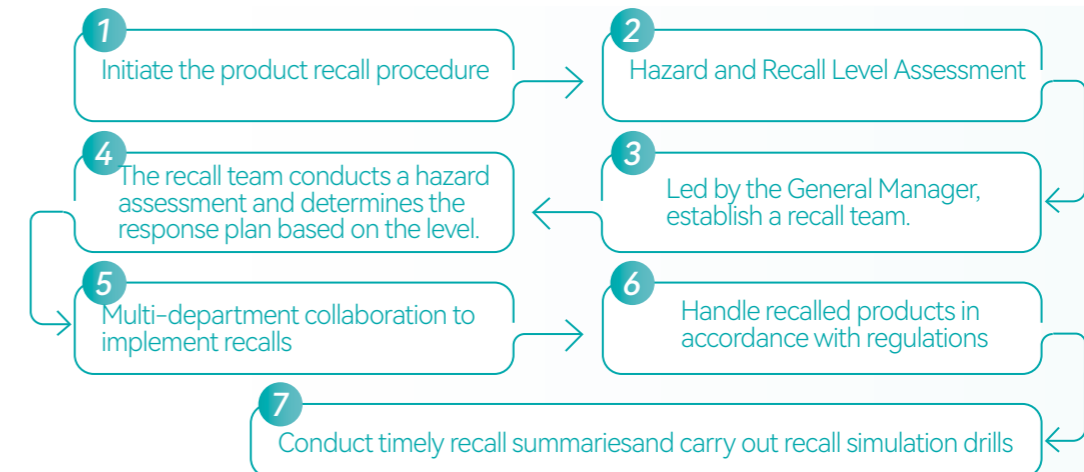 1
Initiate the product recall procedure
2
Hazard and Recall Level Assessment
3
Led by the General Manager,
establish a recall team.
4
The recall team conducts a hazard
assessment and determines the
response plan based on the level.
5
Multi-department collaboration to
implement recalls
6
Handle recalled products in
accordance with regulations
7
Conduct timely recall summariesand carry out recall simulation drills